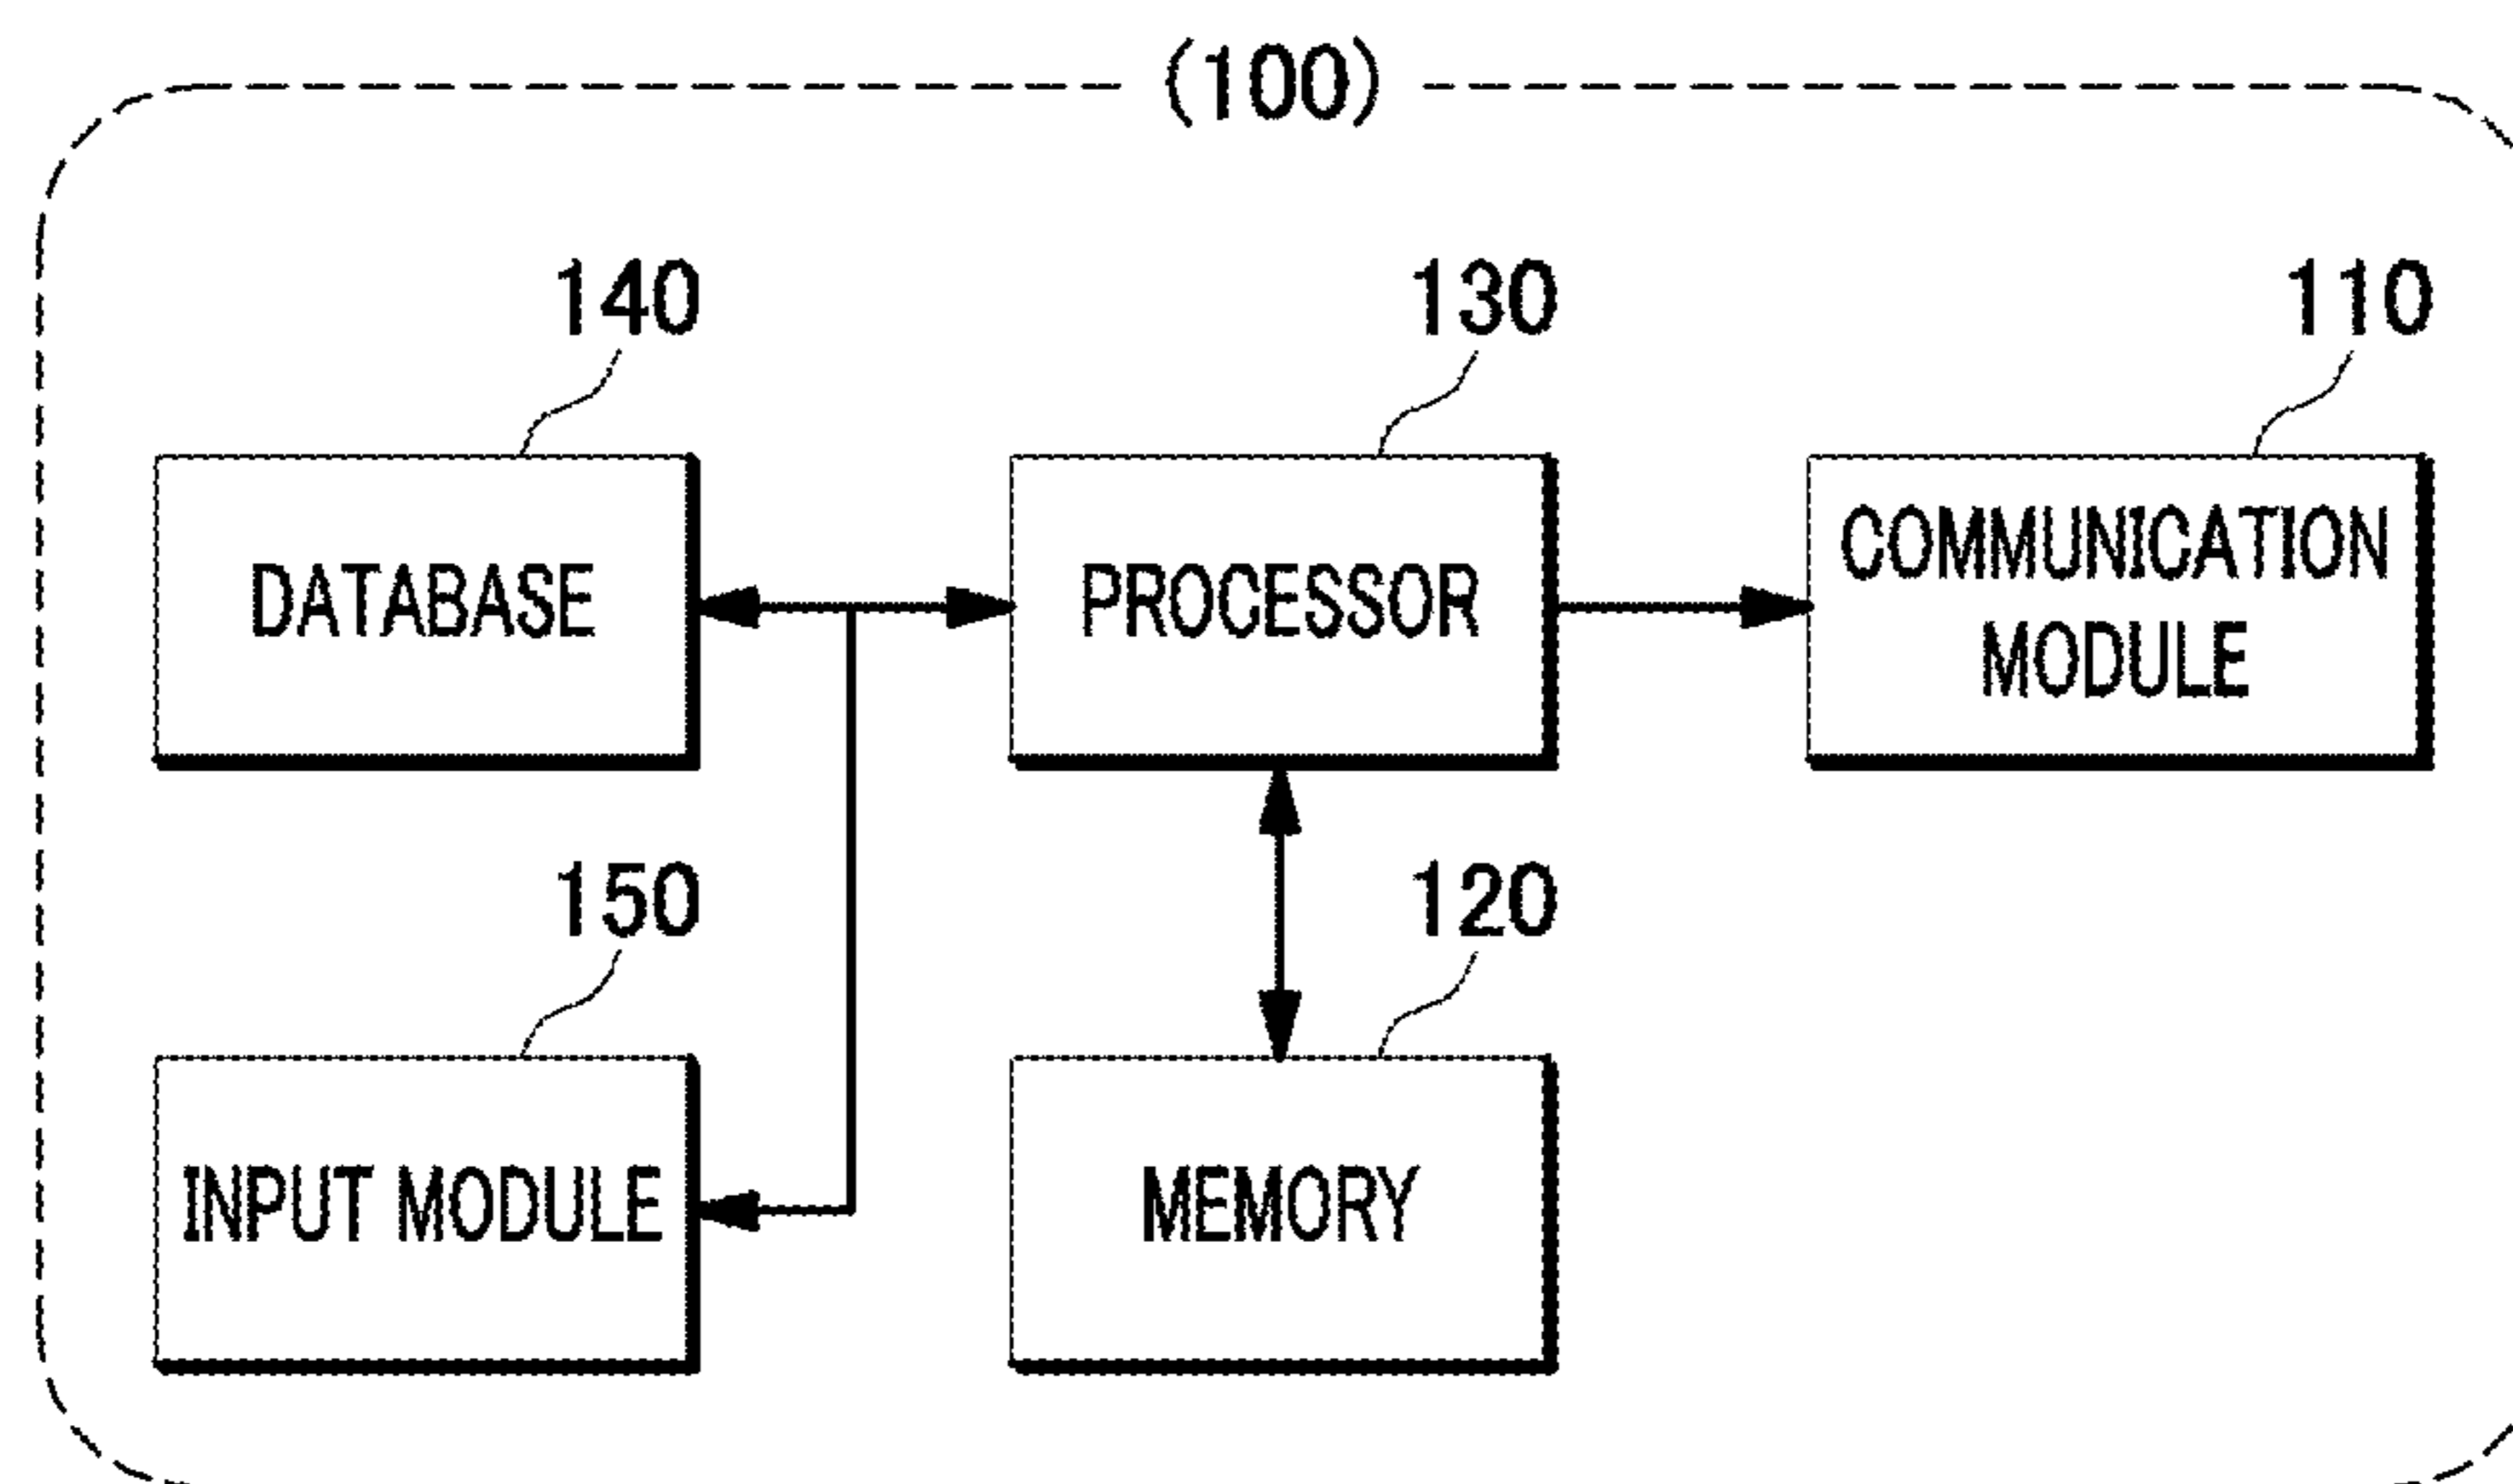 (100)
140
130
110
DATABASE
PROCESSOR
COMMUNICATION
MODULE
150
120
INPUT MODULE
MEMORY